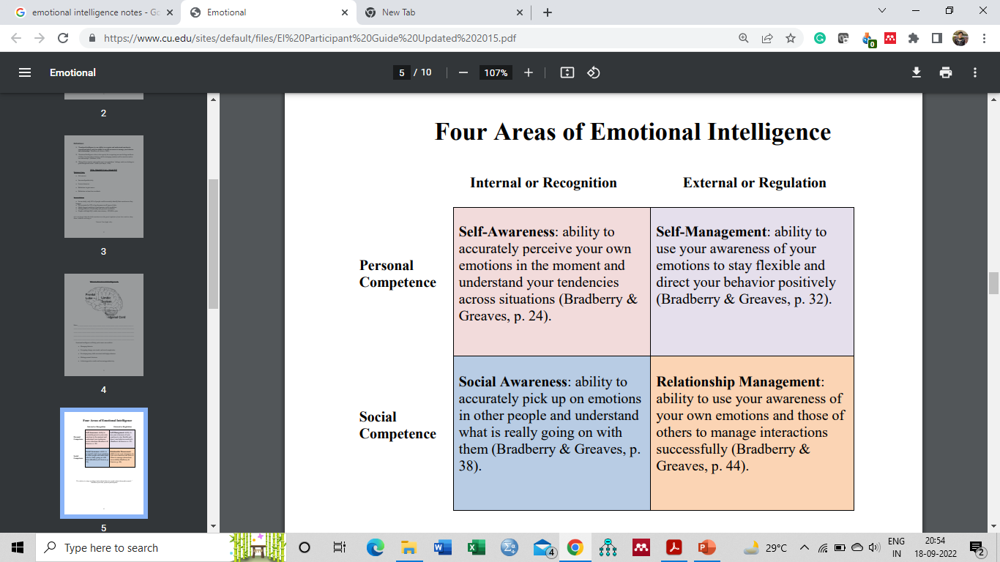 emotional intelligence notes - Go
Emotional
New Tab
https://www.cu.edu/sites/default/files/EI%20Participant%20Guide%20Updated%202015.pdf
0
Emotional
5 / 10
107%
2
3
4
5
Four Areas of Emotional Intelligence
Internal or Recognition
External or Regulation
Personal
Competence
Self-Awareness: ability to
accurately perceive your own
emotions in the moment and
understand your tendencies
across situations (Bradberry &
Greaves, p. 24).
Self-Management: ability to
use your awareness of your
emotions to stay flexible and
direct your behavior positively
(Bradberry & Greaves, p. 32).
Social
Competence
Social Awareness: ability to
accurately pick up on emotions
in other people and understand
what is really going on with
them (Bradberry & Greaves, p.
38).
Relationship Management:
ability to use your awareness of
your own emotions and those of
others to manage interactions
successfully (Bradberry &
Greaves, p. 44).
Type here to search
4
29°C
ENG
IN
20:54
18-09-2022
2